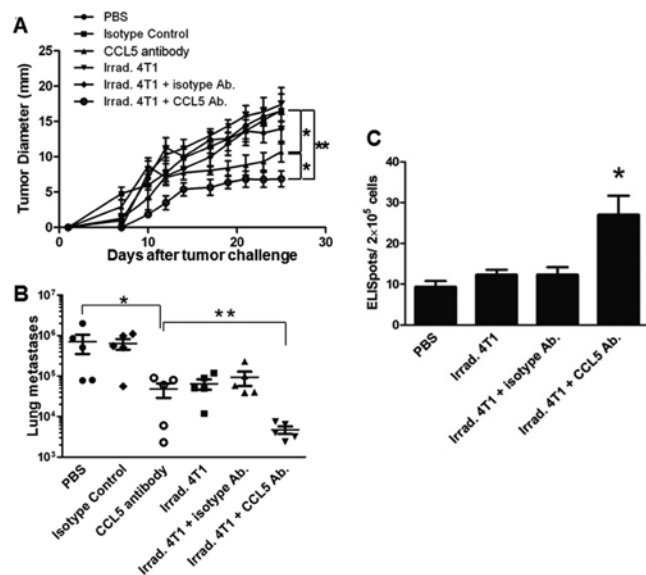 A
PBS
Isotype Control
CCL5 antibody
Irrad. 4T1
Irrad. 4T1 + isotype Ab.
Irrad. 4T1 + CCL5 Ab.
Tumor Diameter (mm)
25
20
15
10
5
0
0 10 20 30
Days after tumor challenge
*
*
**
B
Lung metastases
10⁷
10⁶
10⁵
10⁴
10³
*
**
PBS
Isotype Control
CCL5 antibody
Irrad. 4T1
Irrad. 4T1 + isotype Ab.
Irrad. 4T1 + CCL5 Ab.
C
ELISpots/ 2×10⁵ cells
40
30
20
10
0
*
PBS
Irrad. 4T1
Irrad. 4T1 + isotype Ab.
Irrad. 4T1 + CCL5 Ab.